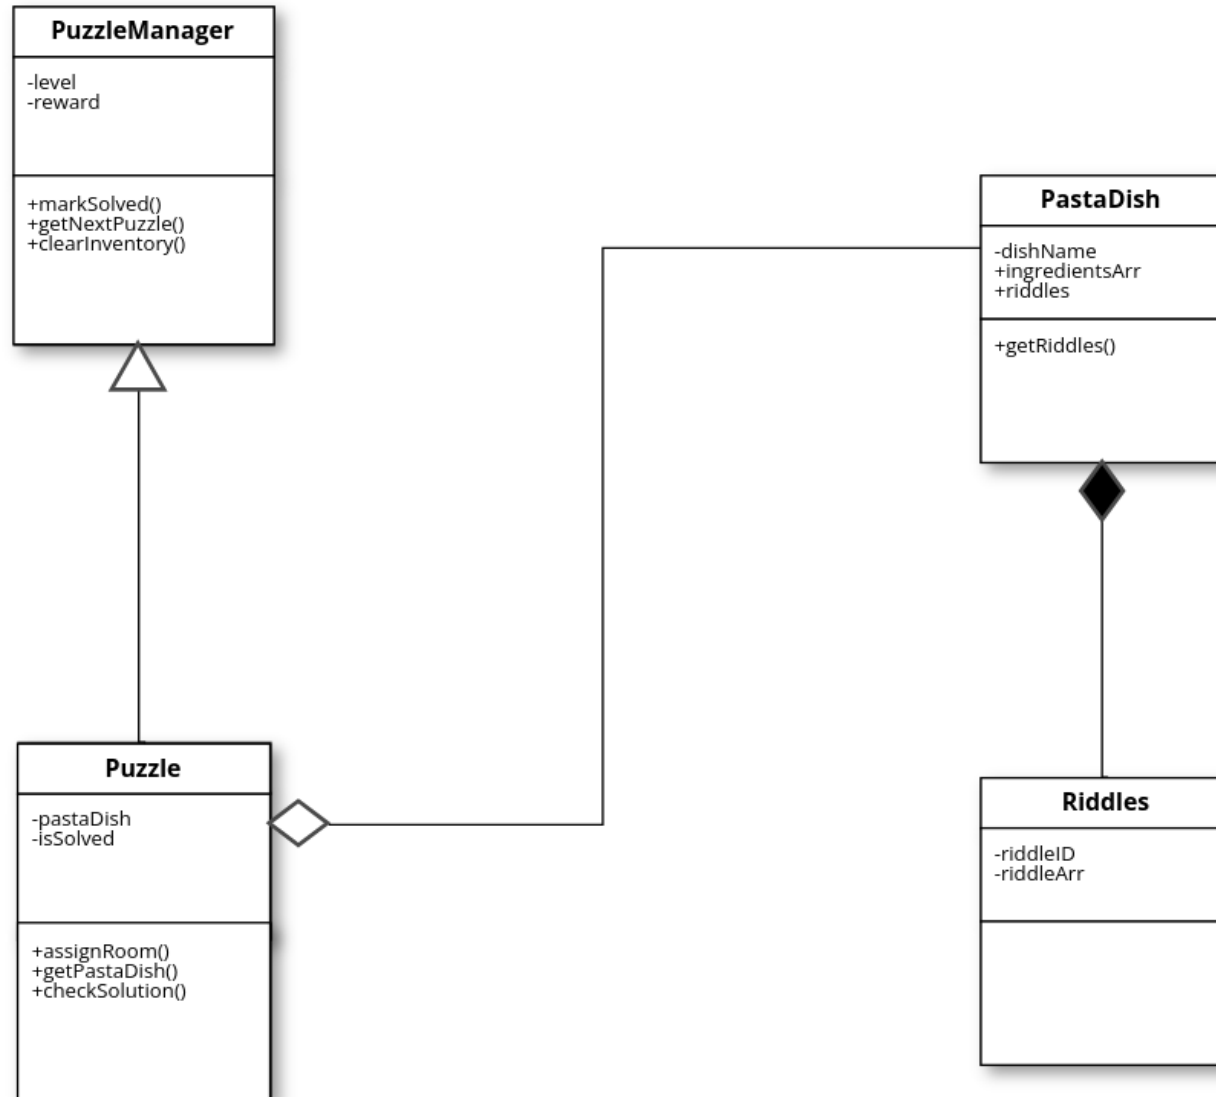 PuzzleManager
-level
-reward
+markSolved()
+getNextPuzzle()
+clearInventory()
PastaDish
-dishName
+ingredientsArr
+riddles
+getRiddles()
Puzzle
-pastaDish
-isSolved
+assignRoom()
+getPastaDish()
+checkSolution()
Riddles
-riddleID
-riddleArr